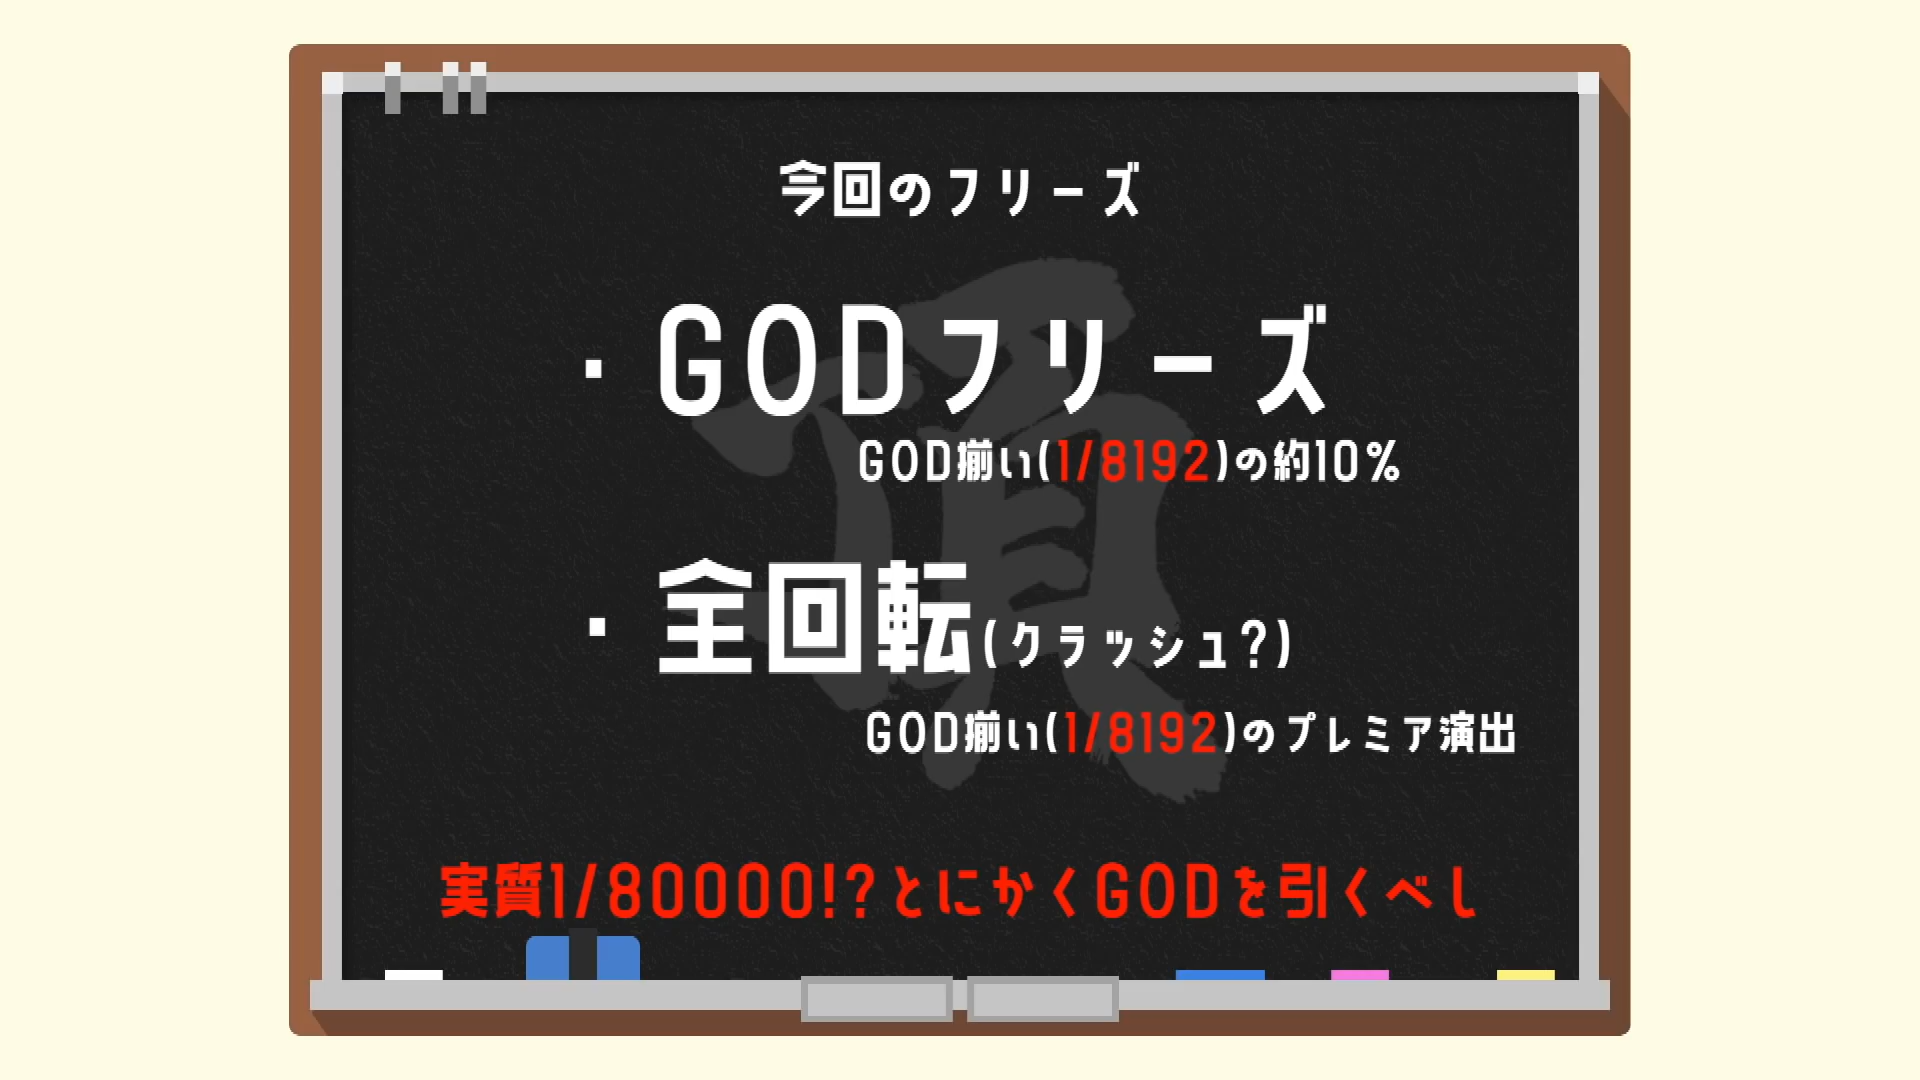 今回のフリーズ
・GODフリーズ
GOD揃い(1/8192)の約10%
・全回転(クラッシュ?)
GOD揃い(1/8192)のプレミア演出
実質1/80000!?とにかくGODを引くべし
頂